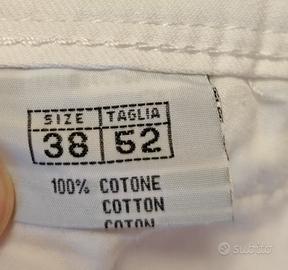 SIZE TAGLIA
38 52
100% COTONE
COTTON
COTON
subito